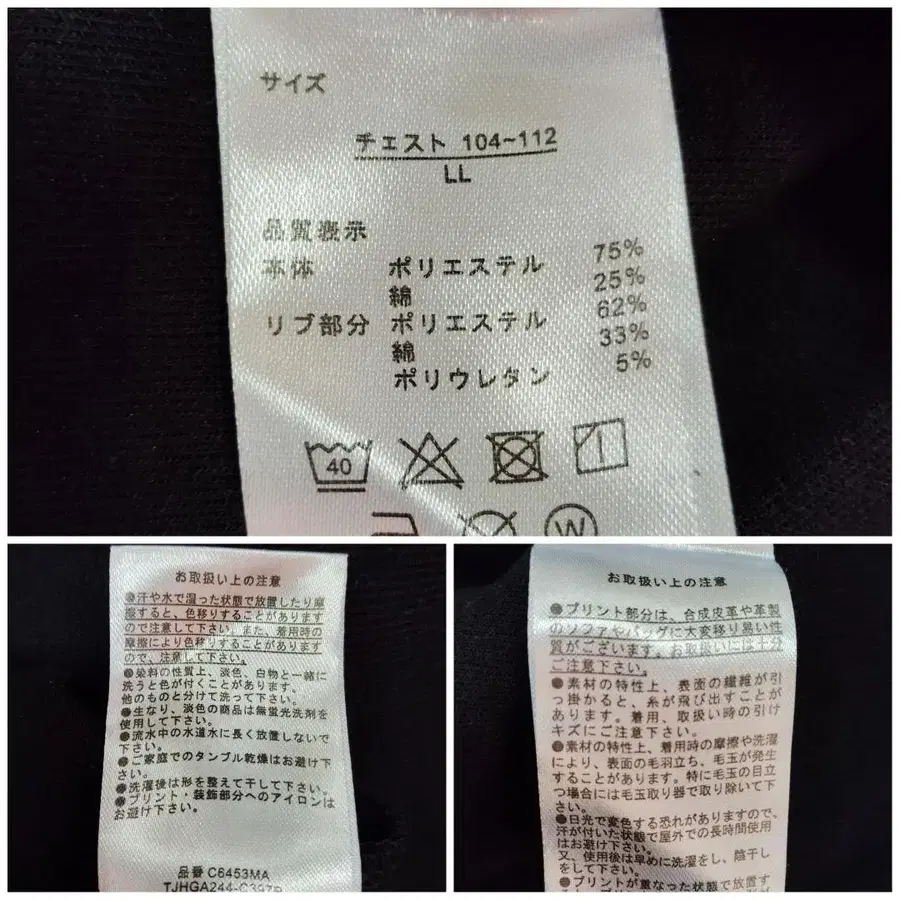 サイズ
チェスト 104~112
LL
品質表示
本体 ポリエステル 75%
綿 25%
リブ部分 ポリエステル 62%
綿 33%
ポリウレタン 5%
40
W
お取扱い上の注意
●汗や水で湿った状態で放置したり摩
擦すると、色移りすることがあります
ので注意して下さい。また、着用時の
摩擦により色移りすることがあります
ので、注意して下さい。
●染料の性質上、淡色、白物と一緒に
洗うと色が付くことがあります。
他のものと分けて洗って下さい。
●生なり、淡色の商品は無蛍光洗剤を
使用して下さい。
●流水中の水道水に長く放置しないで
下さい。
●ご家庭でのタンブル乾燥はお避け下
さい。
●洗濯後は形を整えて干して下さい。
●プリント・装飾部分へのアイロンは
お避け下さい。
品番 C6453MA
TJHGA244-C397B
お取扱い上の注意
●プリント部分は、合成皮革や革製
のソファやバッグに大変移り易い性
質がございます。お取扱いには十分
ご注意下さい。
●素材の特性上、表面の繊維が引
っ掛かると、糸が飛び出すことが
あります。着用、取扱い時の引け
キズにご注意下さい。
●素材の特性上、着用時の摩擦や洗濯
により、表面の毛羽立ち、毛玉が発生
することがあります。特に毛玉の目立
つ場合には毛玉取り器で取り除いて下
さい。
●日光で変色する恐れがありますので、
汗が付いた状態で屋外での長時間使用
はお避け下さい。
又、使用後は早めに洗濯をし、陰干し
をして下さい。
●プリントが重なった状態で放置す